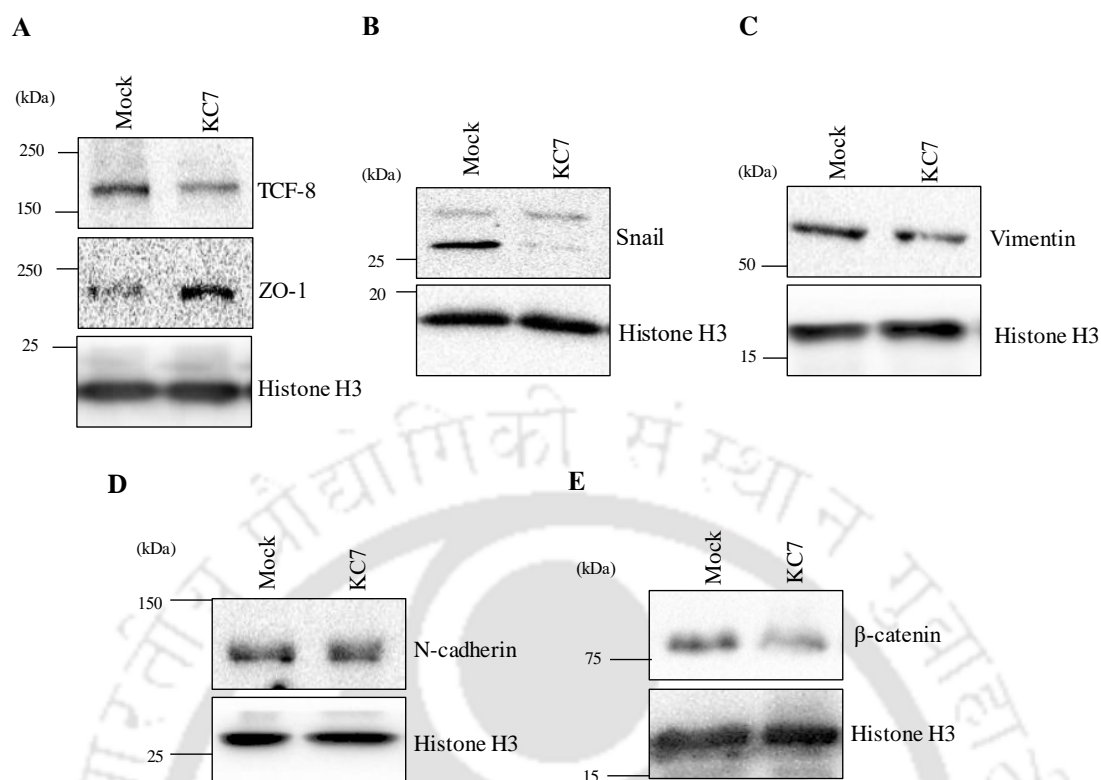 A
(kDa)
Mock
KC7
250
150
TCF-8
250
ZO-1
25
Histone H3
B
(kDa)
Mock
KC7
25
Snail
20
Histone H3
C
(kDa)
Mock
KC7
50
Vimentin
15
Histone H3
D
(kDa)
Mock
KC7
150
N-cadherin
25
Histone H3
E
(kDa)
Mock
KC7
75
β-catenin
15
Histone H3